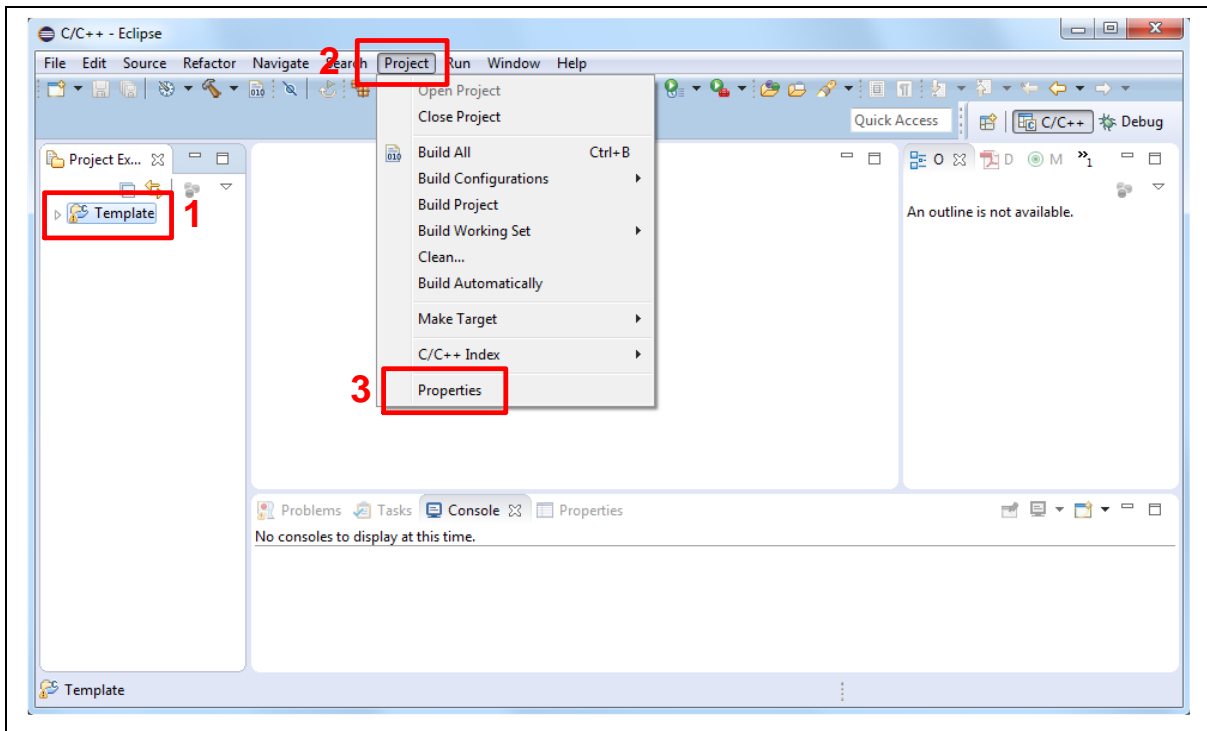 C/C++ - Eclipse
File Edit Source Refactor Navigate Search Project Run Window Help
2
Open Project
Close Project
Build All Ctrl+B
Build Configurations
Build Project
Build Working Set
Clean...
Build Automatically
Make Target
C/C++ Index
Properties
3
Quick Access
C/C++ Debug
Project Ex...
Template
1
O D M »1
An outline is not available.
Problems Tasks Console Properties
No consoles to display at this time.
Template